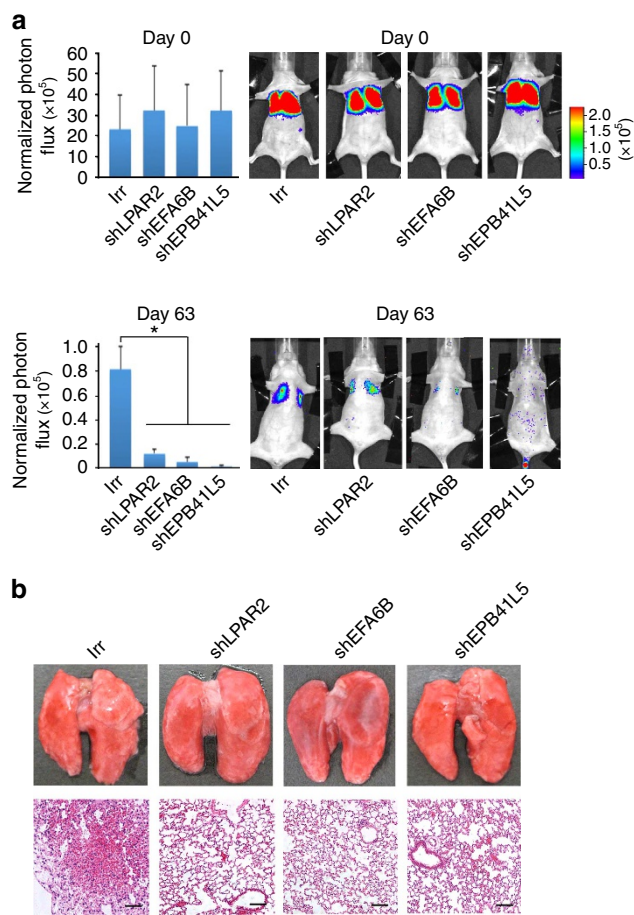 a
Day 0
Day 0
Normalized photon
flux (×10⁵)
60
50
40
30
20
10
0
Irr
shLPAR2
shEFA6B
shEPB41L5
Irr
shLPAR2
shEFA6B
shEPB41L5
2.0
1.5
1.0
0.5
(×10⁵)
Day 63
Day 63
Normalized photon
flux (×10⁵)
1.0
0.8
0.6
0.4
0.2
0
*
Irr
shLPAR2
shEFA6B
shEPB41L5
Irr
shLPAR2
shEFA6B
shEPB41L5
b
Irr
shLPAR2
shEFA6B
shEPB41L5